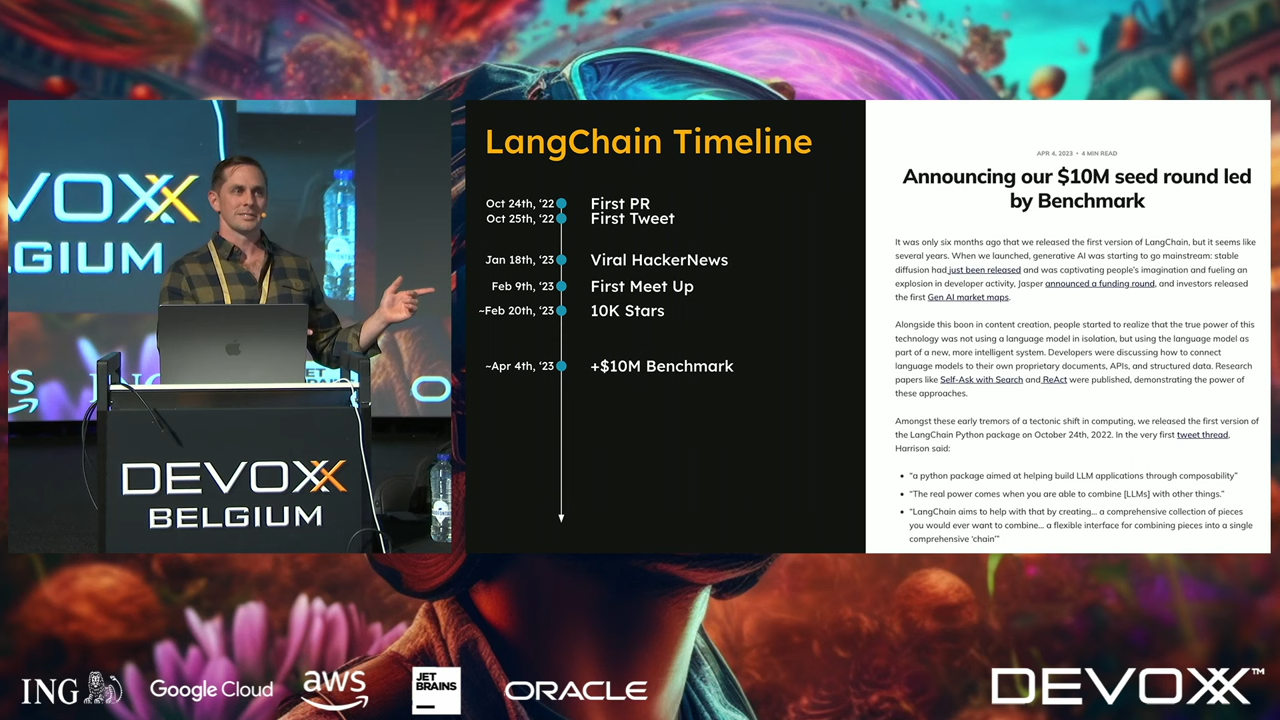 VOXX
GIUM
DEVOXX
BELGIUM
LangChain Timeline
Oct 24th, ‘22 First PR
Oct 25th, ‘22 First Tweet
Jan 18th, ‘23 Viral HackerNews
Feb 9th, ‘23 First Meet Up
~Feb 20th, ‘23 10K Stars
~Apr 4th, ‘23 +$10M Benchmark
APR 4, 2023 • 4 MIN READ
Announcing our $10M seed round led
by Benchmark
It was only six months ago that we released the first version of LangChain, but it seems like
several years. When we launched, generative AI was starting to go mainstream: stable
diffusion had just been released and was captivating people’s imagination and fueling an
explosion in developer activity, Jasper announced a funding round, and investors released
the first Gen AI market maps.
Alongside this boon in content creation, people started to realize that the true power of this
technology was not using a language model in isolation, but using the language model as
part of a new, more intelligent system. Developers were discussing how to connect
language models to their own proprietary documents, APIs, and structured data. Research
papers like Self-Ask with Search and ReAct were published, demonstrating the power of
these approaches.
Amongst these early tremors of a tectonic shift in computing, we released the first version of
the LangChain Python package on October 24th, 2022. In the very first tweet thread,
Harrison said:
• “a python package aimed at helping build LLM applications through composability”
• “The real power comes when you are able to combine [LLMs] with other things.”
• “LangChain aims to help with that by creating... a comprehensive collection of pieces
you would ever want to combine... a flexible interface for combining pieces into a single
comprehensive ‘chain’”
ING
Google Cloud
aws
JET
BRAINS
ORACLE
DEVOXX™